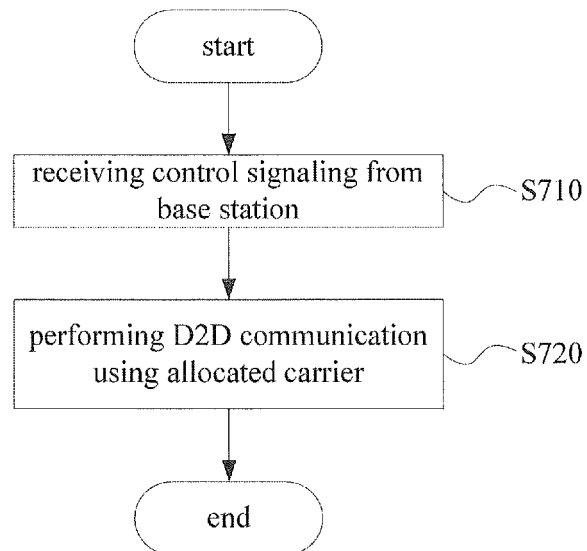 start
receiving control signaling from
base station
S710
performing D2D communication
using allocated carrier
S720
end